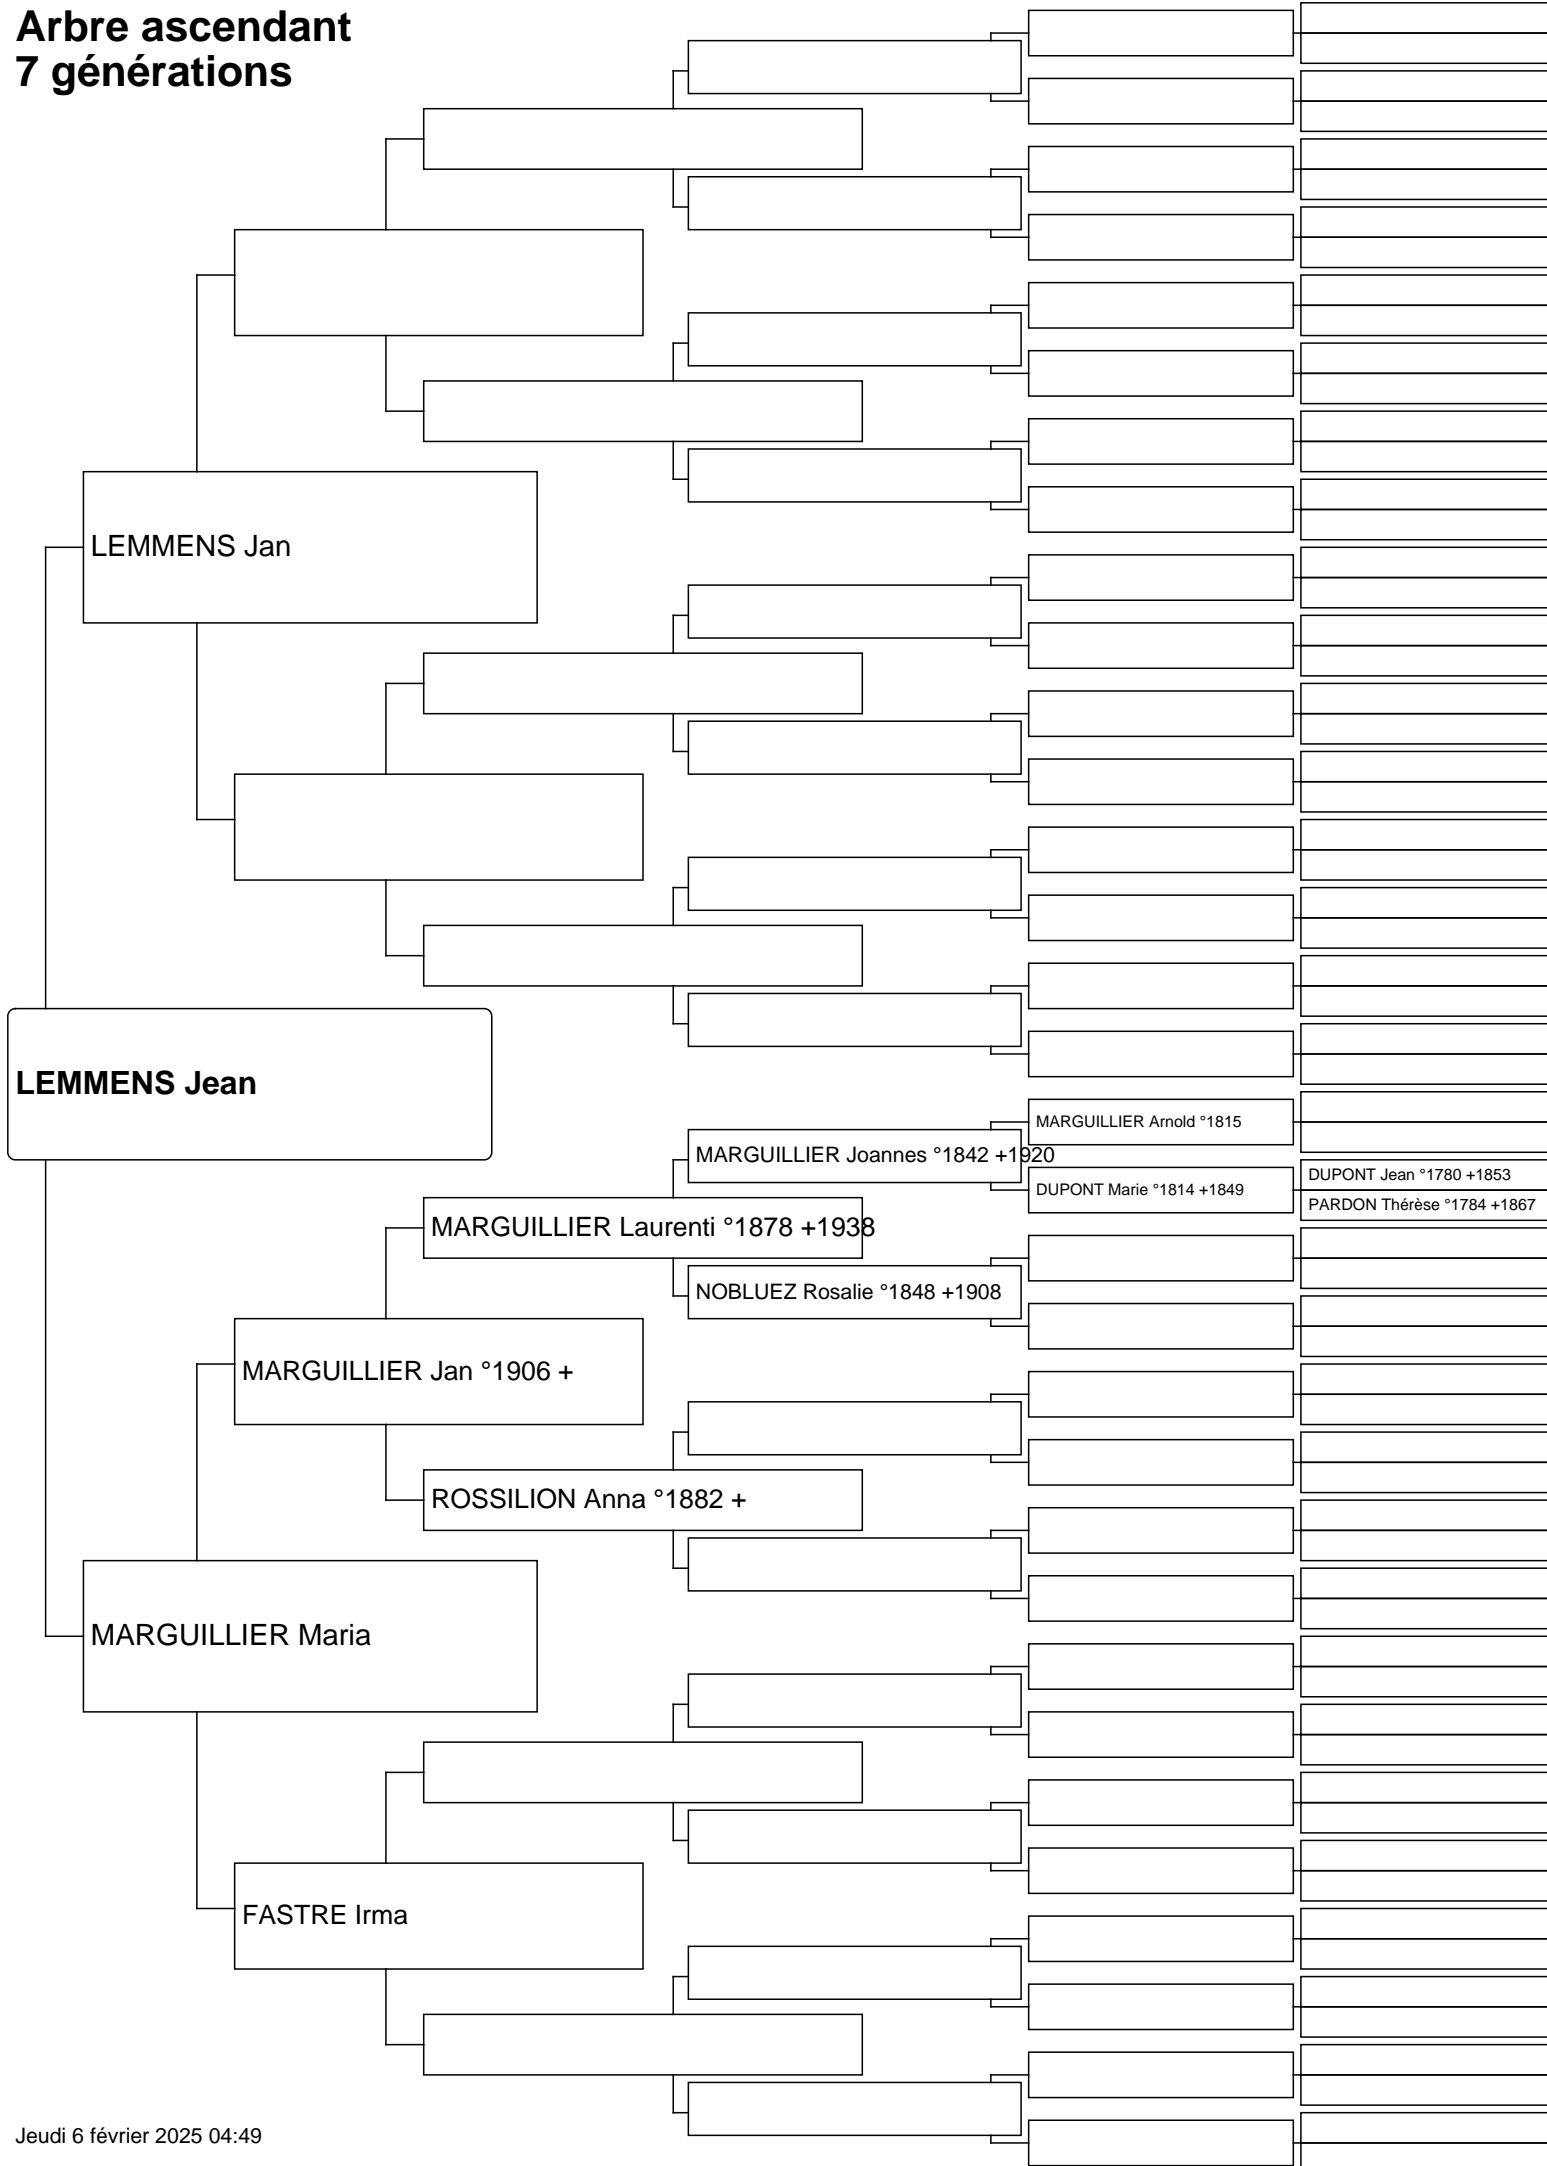 Arbre ascendant
7 générations
LEMMENS Jan
LEMMENS Jean
MARGUILLIER Arnold °1815
MARGUILLIER Joannes °1842 +1920
DUPONT Jean °1780 +1853
DUPONT Marie °1814 +1849
PARDON Thérèse °1784 +1867
MARGUILLIER Laurenti °1878 +1938
NOBLUEZ Rosalie °1848 +1908
MARGUILLIER Jan °1906 +
ROSSILION Anna °1882 +
MARGUILLIER Maria
FASTRE Irma
Jeudi 6 février 2025 04:49